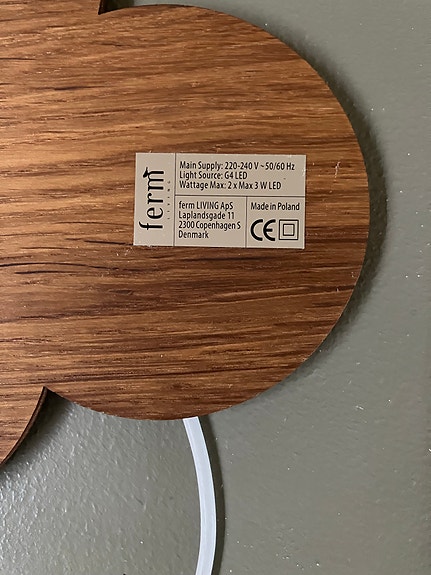 ferm
LIVING
Main Supply: 220-240 V ~ 50/60 Hz
Light Source: G4 LED
Wattage Max: 2 x Max 3 W LED
ferm LIVING ApS
Laplandsgade 11
2300 Copenhagen S
Denmark
Made in Poland
CE